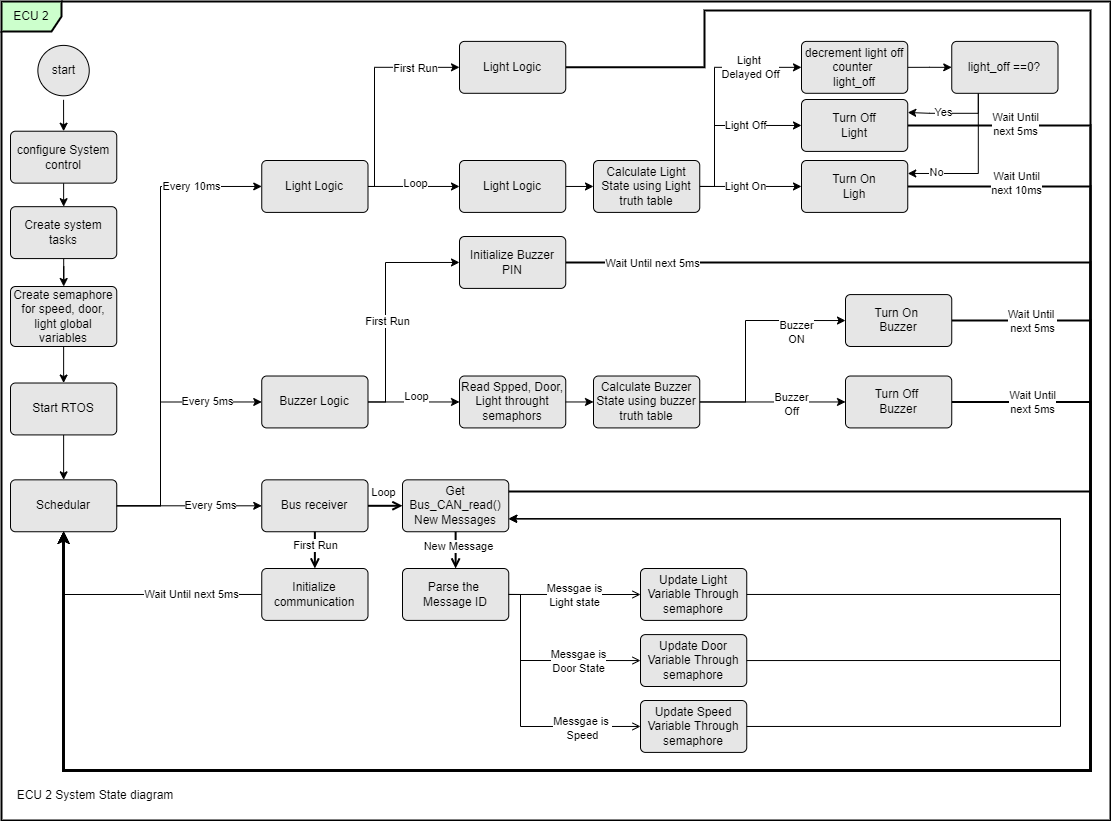 ECU 2
start
configure System
control
Create system
tasks
Create semaphore
for speed, door,
light global
variables
Start RTOS
Schedular
Every 10ms
Light Logic
First Run
Light Logic
Loop
Light Logic
Calculate Light
State using Light
truth table
Light
Delayed Off
decrement light off
counter
light_off
light_off ==0?
Light Off
Turn Off
Light
Yes
Wait Until
next 5ms
Light On
Turn On
Ligh
No
Wait Until
next 10ms
Initialize Buzzer
PIN
Wait Until next 5ms
First Run
Every 5ms
Buzzer Logic
Loop
Read Spped, Door,
Light throught
semaphors
Calculate Buzzer
State using buzzer
truth table
Buzzer
ON
Turn On
Buzzer
Wait Until
next 5ms
Buzzer
Off
Turn Off
Buzzer
Wait Until
next 5ms
Every 5ms
Bus receiver
Loop
Get
Bus_CAN_read()
New Messages
First Run
New Message
Wait Until next 5ms
Initialize
communication
Parse the
Message ID
Messgae is
Light state
Update Light
Variable Through
semaphore
Messgae is
Door State
Update Door
Variable Through
semaphore
Messgae is
Speed
Update Speed
Variable Through
semaphore
ECU 2 System State diagram